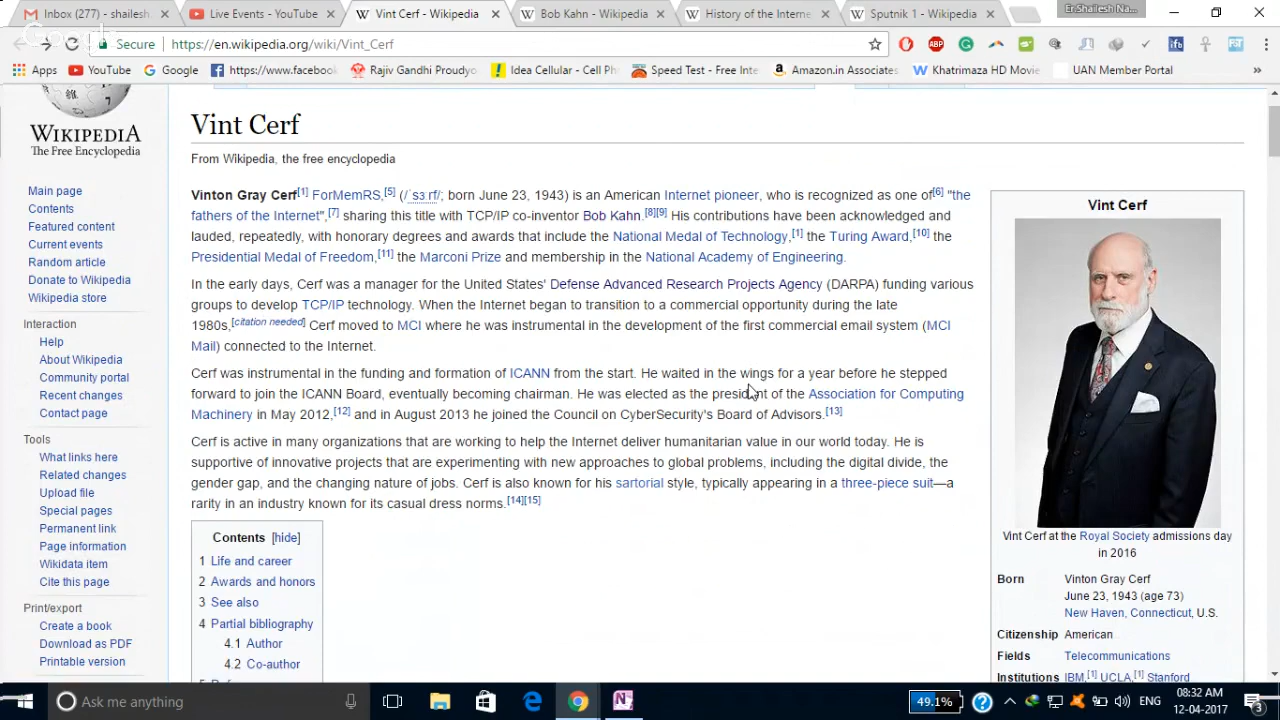 Inbox (277) - shailesh
Live Events - YouTube
Vint Cerf - Wikipedia
Bob Kahn - Wikipedia
History of the Interne
Sputnik 1 - Wikipedia
Er.Shailesh Na...
Google+
Secure
https://en.wikipedia.org/wiki/Vint_Cerf
Apps
YouTube
Google
https://www.facebook
Rajiv Gandhi Proudyo
Idea Cellular - Cell Ph
Speed Test - Free Inte
Amazon.in Associates
Khatrimaza HD Movie
UAN Member Portal
WIKIPEDIA
The Free Encyclopedia
Main page
Contents
Featured content
Current events
Random article
Donate to Wikipedia
Wikipedia store
Interaction
Help
About Wikipedia
Community portal
Recent changes
Contact page
Tools
What links here
Related changes
Upload file
Special pages
Permanent link
Page information
Wikidata item
Cite this page
Print/export
Create a book
Download as PDF
Printable version
Vint Cerf
From Wikipedia, the free encyclopedia
Vinton Gray Cerf[1] ForMemRS,[5] (/ˈsɜːrf/; born June 23, 1943) is an American Internet pioneer, who is recognized as one of[6] "the
fathers of the Internet",[7] sharing this title with TCP/IP co-inventor Bob Kahn.[8][9] His contributions have been acknowledged and
lauded, repeatedly, with honorary degrees and awards that include the National Medal of Technology,[1] the Turing Award,[10] the
Presidential Medal of Freedom,[11] the Marconi Prize and membership in the National Academy of Engineering.
In the early days, Cerf was a manager for the United States' Defense Advanced Research Projects Agency (DARPA) funding various
groups to develop TCP/IP technology. When the Internet began to transition to a commercial opportunity during the late
1980s,[citation needed] Cerf moved to MCI where he was instrumental in the development of the first commercial email system (MCI
Mail) connected to the Internet.
Cerf was instrumental in the funding and formation of ICANN from the start. He waited in the wings for a year before he stepped
forward to join the ICANN Board, eventually becoming chairman. He was elected as the president of the Association for Computing
Machinery in May 2012,[12] and in August 2013 he joined the Council on CyberSecurity's Board of Advisors.[13]
Cerf is active in many organizations that are working to help the Internet deliver humanitarian value in our world today. He is
supportive of innovative projects that are experimenting with new approaches to global problems, including the digital divide, the
gender gap, and the changing nature of jobs. Cerf is also known for his sartorial style, typically appearing in a three-piece suit—a
rarity in an industry known for its casual dress norms.[14][15]
Contents [hide]
1 Life and career
2 Awards and honors
3 See also
4 Partial bibliography
4.1 Author
4.2 Co-author
Vint Cerf
Vint Cerf at the Royal Society admissions day
in 2016
Born Vinton Gray Cerf
June 23, 1943 (age 73)
New Haven, Connecticut, U.S.
Citizenship American
Fields Telecommunications
Institutions IBM,[1] UCLA,[1] Stanford
Ask me anything
49.1%
ENG
08:32 AM
12-04-2017
3